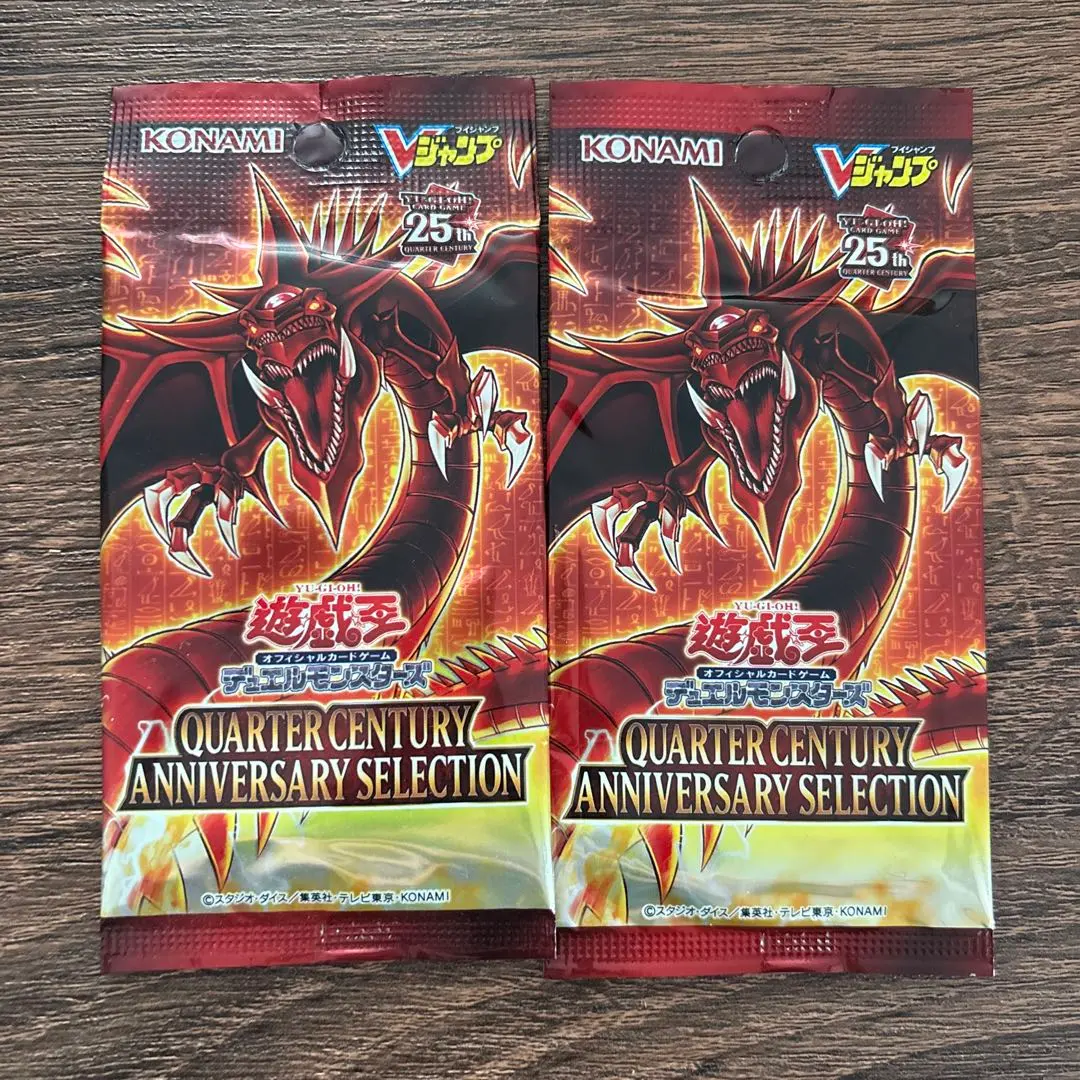 KONAMI
ブイジャンプ
Vジャンプ
YU-GI-OH!
CARD GAME
25th
QUARTER CENTURY
YU-GI-OH!
遊戯王
オフィシャルカードゲーム
デュエルモンスターズ
QUARTER CENTURY
ANNIVERSARY SELECTION
©スタジオ・ダイス／集英社・テレビ東京・KONAMI
KONAMI
ブイジャンプ
Vジャンプ
YU-GI-OH!
CARD GAME
25th
QUARTER CENTURY
YU-GI-OH!
遊戯王
オフィシャルカードゲーム
デュエルモンスターズ
QUARTER CENTURY
ANNIVERSARY SELECTION
©スタジオ・ダイス／集英社・テレビ東京・KONAMI